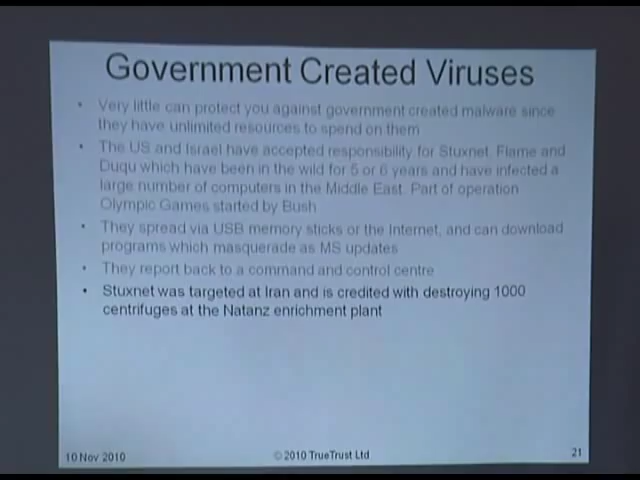 Government Created Viruses
• Very little can protect you against government created malware since
they have unlimited resources to spend on them
• The US and Israel have accepted responsibility for Stuxnet, Flame and
Duqu which have been in the wild for 5 or 6 years and have infected a
large number of computers in the Middle East. Part of operation
Olympic Games started by Bush
• They spread via USB memory sticks or the Internet, and can download
programs which masquerade as MS updates
• They report back to a command and control centre
• Stuxnet was targeted at Iran and is credited with destroying 1000
centrifuges at the Natanz enrichment plant
10 Nov 2010
© 2010 TrueTrust Ltd
21